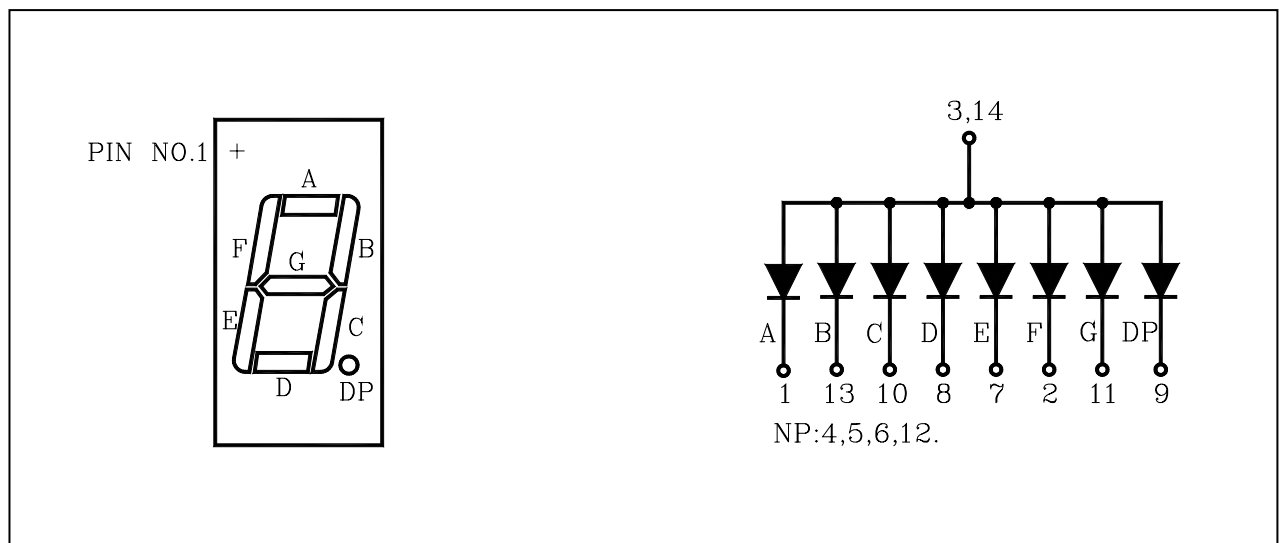 3,14
PIN NO.1 +
A
F
B
G
E
C
D
DP
A B C D E F G DP
1 13 10 8 7 2 11 9
NP:4,5,6,12.